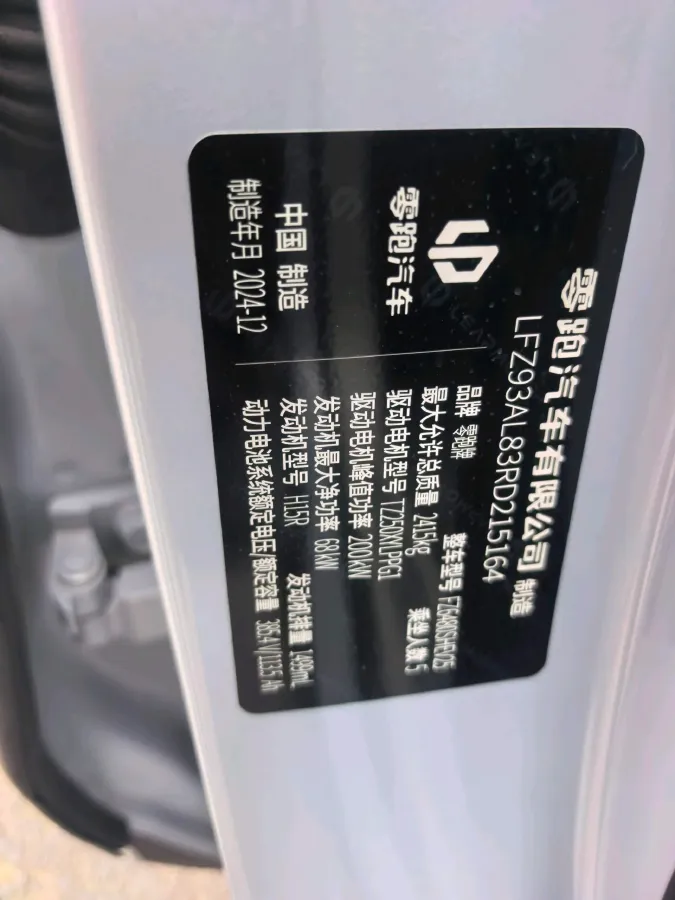 零跑汽车有限公司 制造
LFZ93AL83RD215164
零跑汽车
中国 制造
制造年月 2024-12
品牌 零跑牌 整车型号 FZ6480SHEV05
最大允许总质量 2415kg 乘坐人数 5
驱动电机型号 TZ250XMLPPG1
驱动电机峰值功率 200kW
发动机最大净功率 68kW
发动机型号 H15R 发动机排量 1499mL
动力电池系统额定电压/额定容量 365.4V/113.5Ah